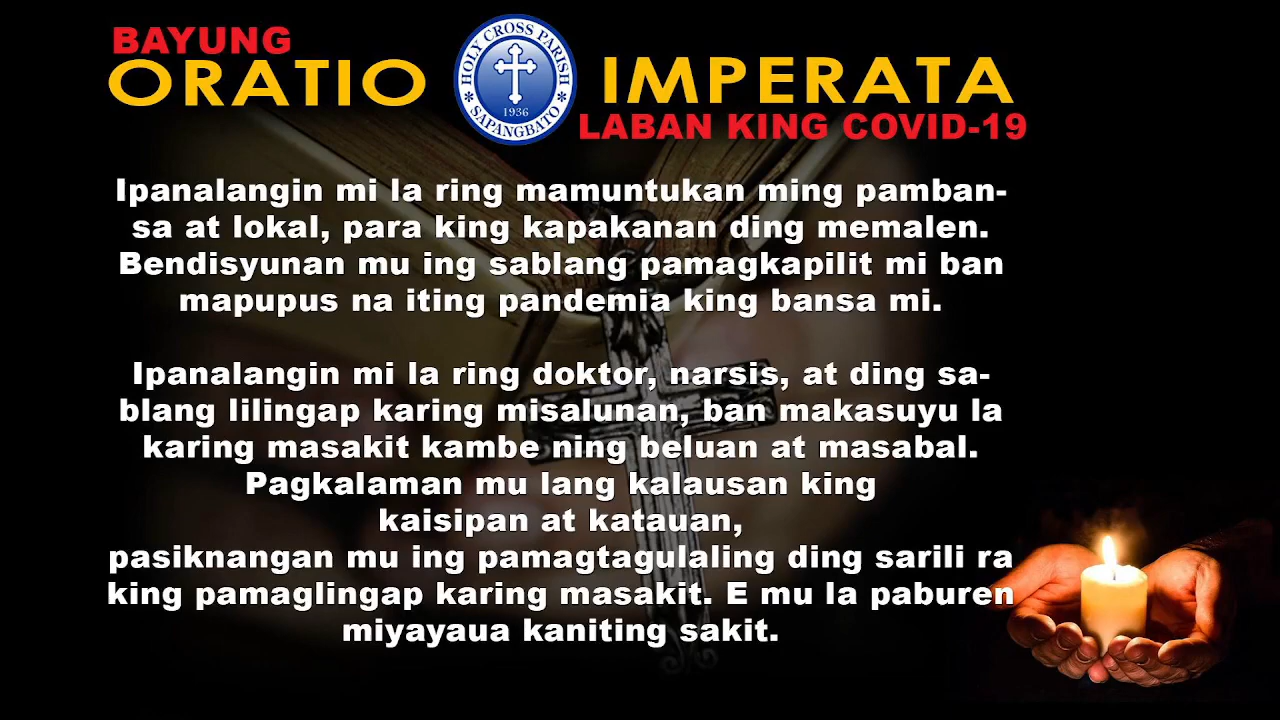 BAYUNG
ORATIO IMPERATA
LABAN KING COVID-19
HOLY CROSS PARISH
1936
SAPANGBATO
Ipanalangin mi la ring mamuntukan ming pamban-
sa at lokal, para king kapakanan ding memalen.
Bendisyunan mu ing sablang pamagkapilit mi ban
mapupus na iting pandemia king bansa mi.
Ipanalangin mi la ring doktor, narsis, at ding sa-
blang lilingap karing misalunan, ban makasuyu la
karing masakit kambe ning beluan at masabal.
Pagkalaman mu lang kalausan king
kaisipan at katauan,
pasiknangan mu ing pamagtagulaling ding sarili ra
king pamaglingap karing masakit. E mu la paburen
miyayaua kaniting sakit.